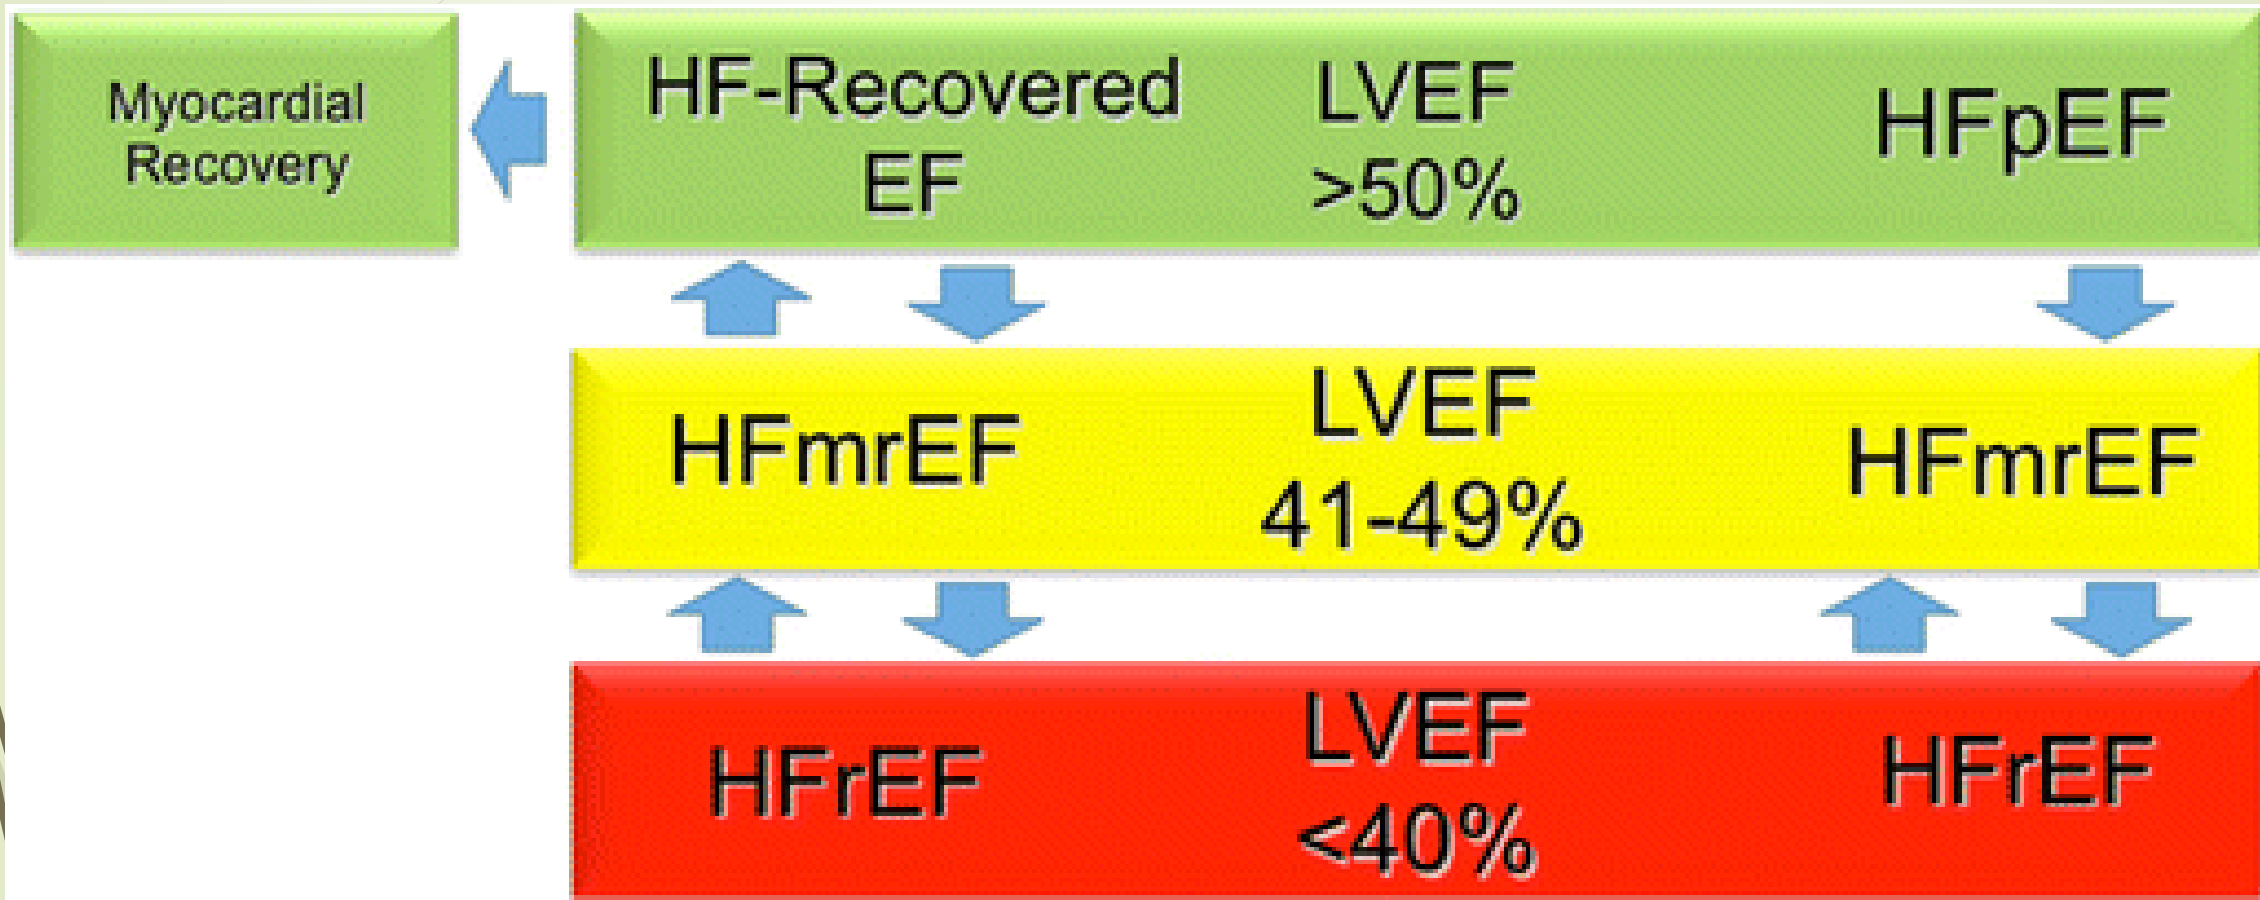 Myocardial
Recovery
HF-Recovered
EF
LVEF
>50%
HFpEF
HFmrEF
LVEF
41-49%
HFmrEF
HFrEF
LVEF
<40%
HFrEF